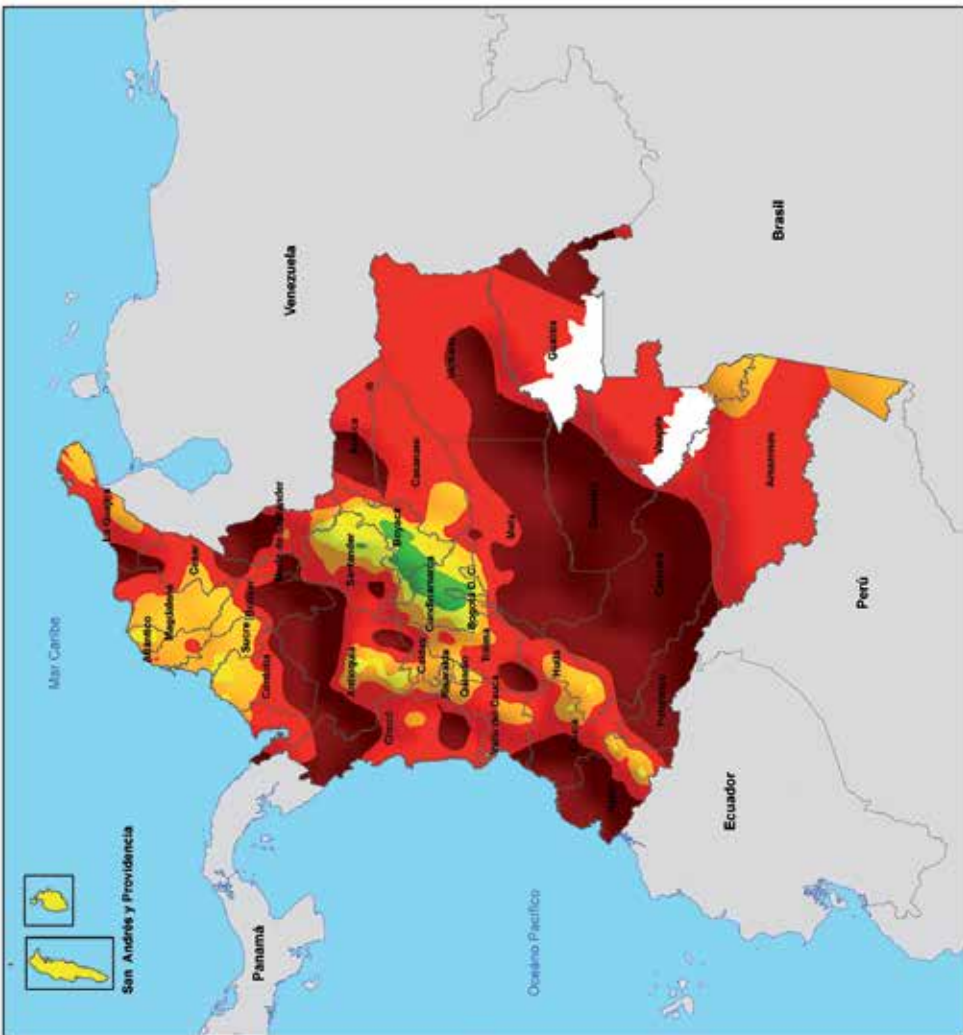 San Andrés y Providencia
Panamá
Mar Caribe
Océano Pacífico
Venezuela
Brasil
Perú
Ecuador
La Guajira
Atlántico
Magdalena
Cesar
Sucre
Bolívar
Córdoba
Norte de Santander
Antioquia
Santander
Arauca
Boyacá
Casanare
Chocó
Caldas
Risaralda
Quindío
Cundinamarca
Bogotá D.C.
Tolima
Valle del Cauca
Meta
Vichada
Guainía
Huila
Cauca
Guaviare
Vaupés
Caquetá
Putumayo
Amazonas